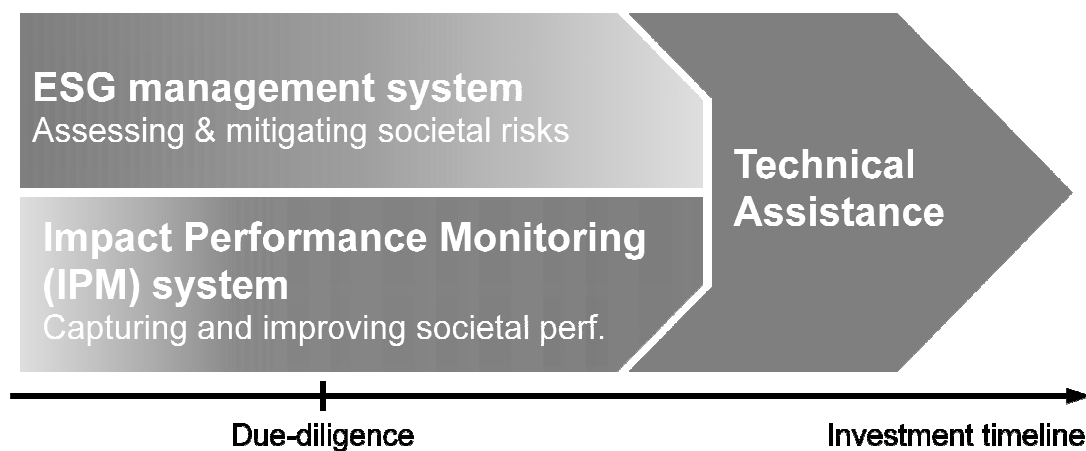 ESG management system
Assessing & mitigating societal risks
Impact Performance Monitoring
(IPM) system
Capturing and improving societal perf.
Technical
Assistance
Due-diligence
Investment timeline